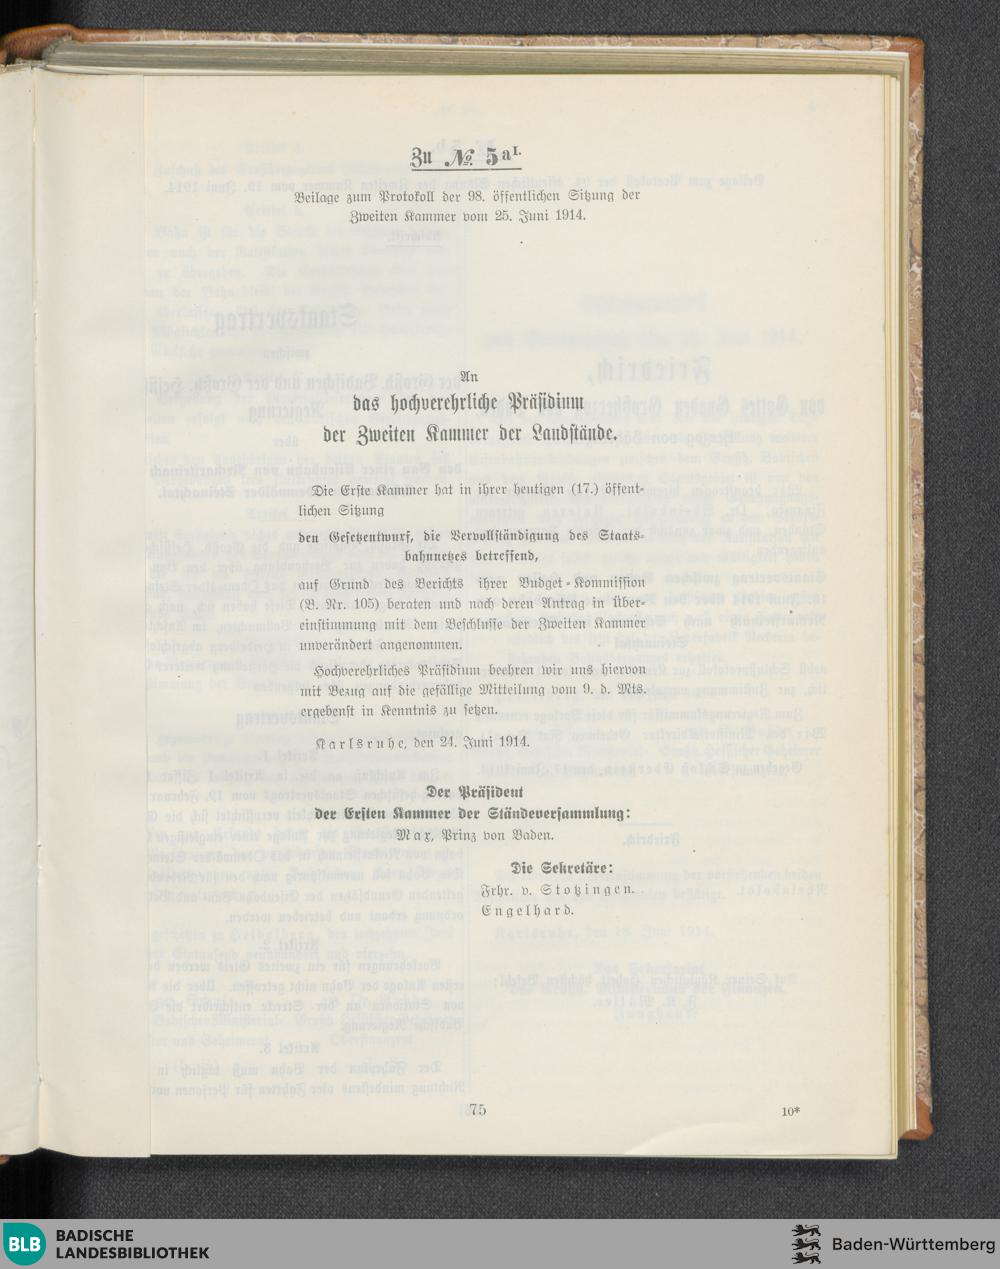 Zu № 5aI.
Beilage zum Protokoll der 98. öffentlichen Sitzung der
Zweiten Kammer vom 25. Juni 1914.
An
das hochverehrliche Präsidium
der Zweiten Kammer der Landstände.
Die Erste Kammer hat in ihrer heutigen (17.) öffent-
lichen Sitzung
den Gesetzentwurf, die Vervollständigung des Staats-
bahnnetzes betreffend,
auf Grund des Berichts ihrer Budget-Kommission
(B. Nr. 105) beraten und nach deren Antrag in Über-
einstimmung mit dem Beschlusse der Zweiten Kammer
unverändert angenommen.
Hochverehrliches Präsidium beehren wir uns hiervon
mit Bezug auf die gefällige Mitteilung vom 9. d. Mts.
ergebenst in Kenntnis zu setzen.
Karlsruhe, den 24. Juni 1914.
Der Präsident
der Ersten Kammer der Ständeversammlung:
Max, Prinz von Baden.
Die Sekretäre:
Frhr. v. Stotzingen.
Engelhard.
75
10*
BLB
BADISCHE
LANDESBIBLIOTHEK
Baden-Württemberg